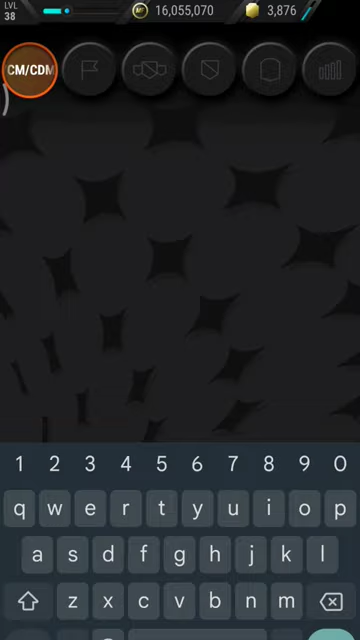 LVL
38
16,055,070
3,876
CM/CDM
1 2 3 4 5 6 7 8 9 0
q w e r t y u i o p
a s d f g h j k l
z x c v b n m